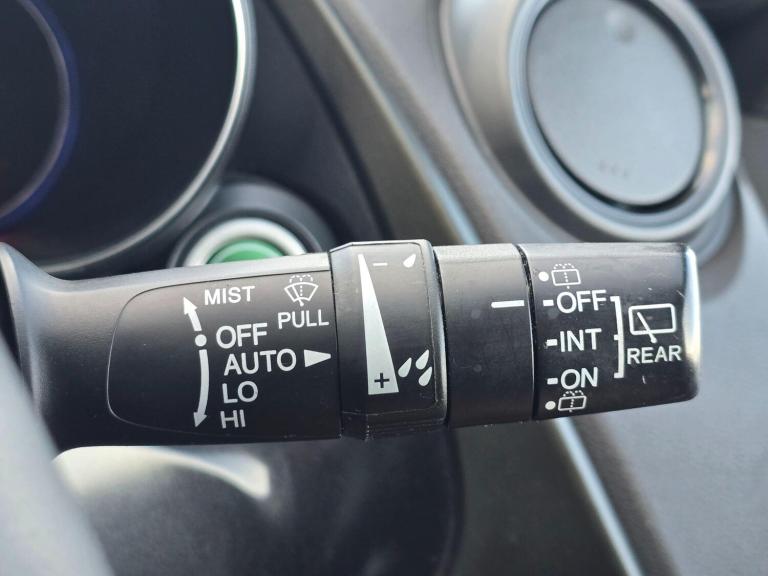 MIST
PULL
OFF
AUTO
LO
HI
-
+
OFF
INT
ON
REAR